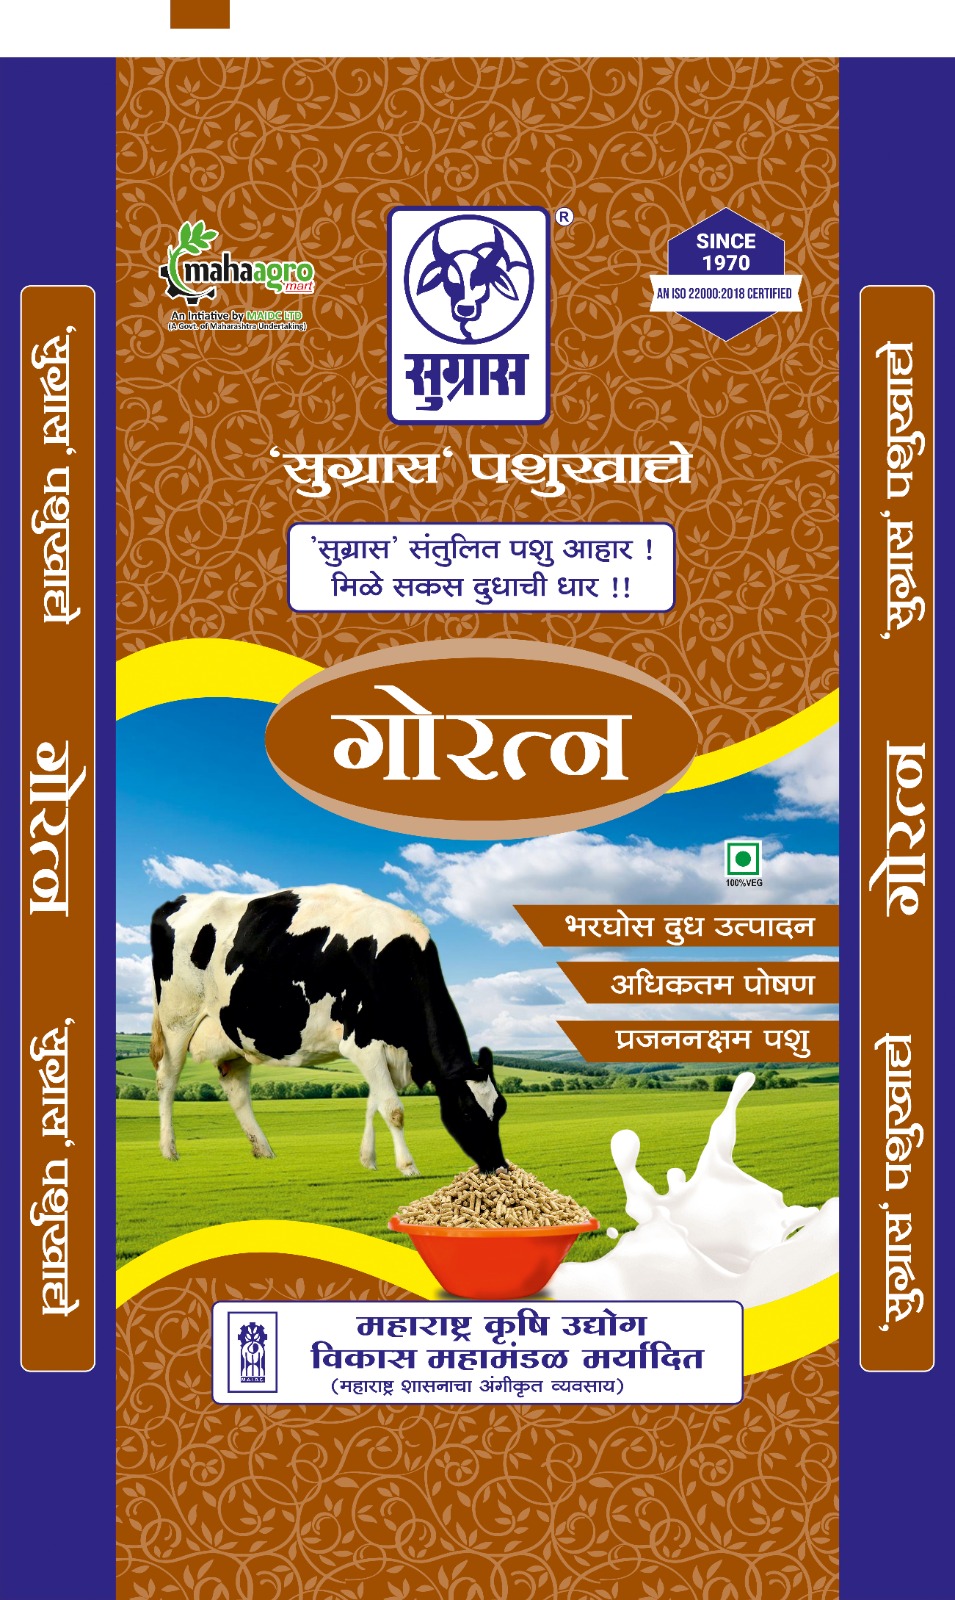 mahaagro
mart
An Intiative by MAIDC LTD
(A Govt. of Maharashtra Undertaking)
®
सुग्रास
SINCE
1970
AN ISO 22000:2018 CERTIFIED
‘सुग्रास‘ पशुखाद्ये
’सुग्रास’ संतुलित पशु आहार !
मिळे सकस दुधाची धार !!
गोरत्न
100%VEG
भरघोस दुध उत्पादन
अधिकतम पोषण
प्रजननक्षम पशु
महाराष्ट्र कृषि उद्योग
विकास महामंडळ मर्यादित
(महाराष्ट्र शासनाचा अंगीकृत व्यवसाय)
MAIDC
‘सुग्रास‘ पशुखाद्ये
गोरत्न
‘सुग्रास‘ पशुखाद्ये
‘सुग्रास‘ पशुखाद्ये
गोरत्न
‘सुग्रास‘ पशुखाद्ये